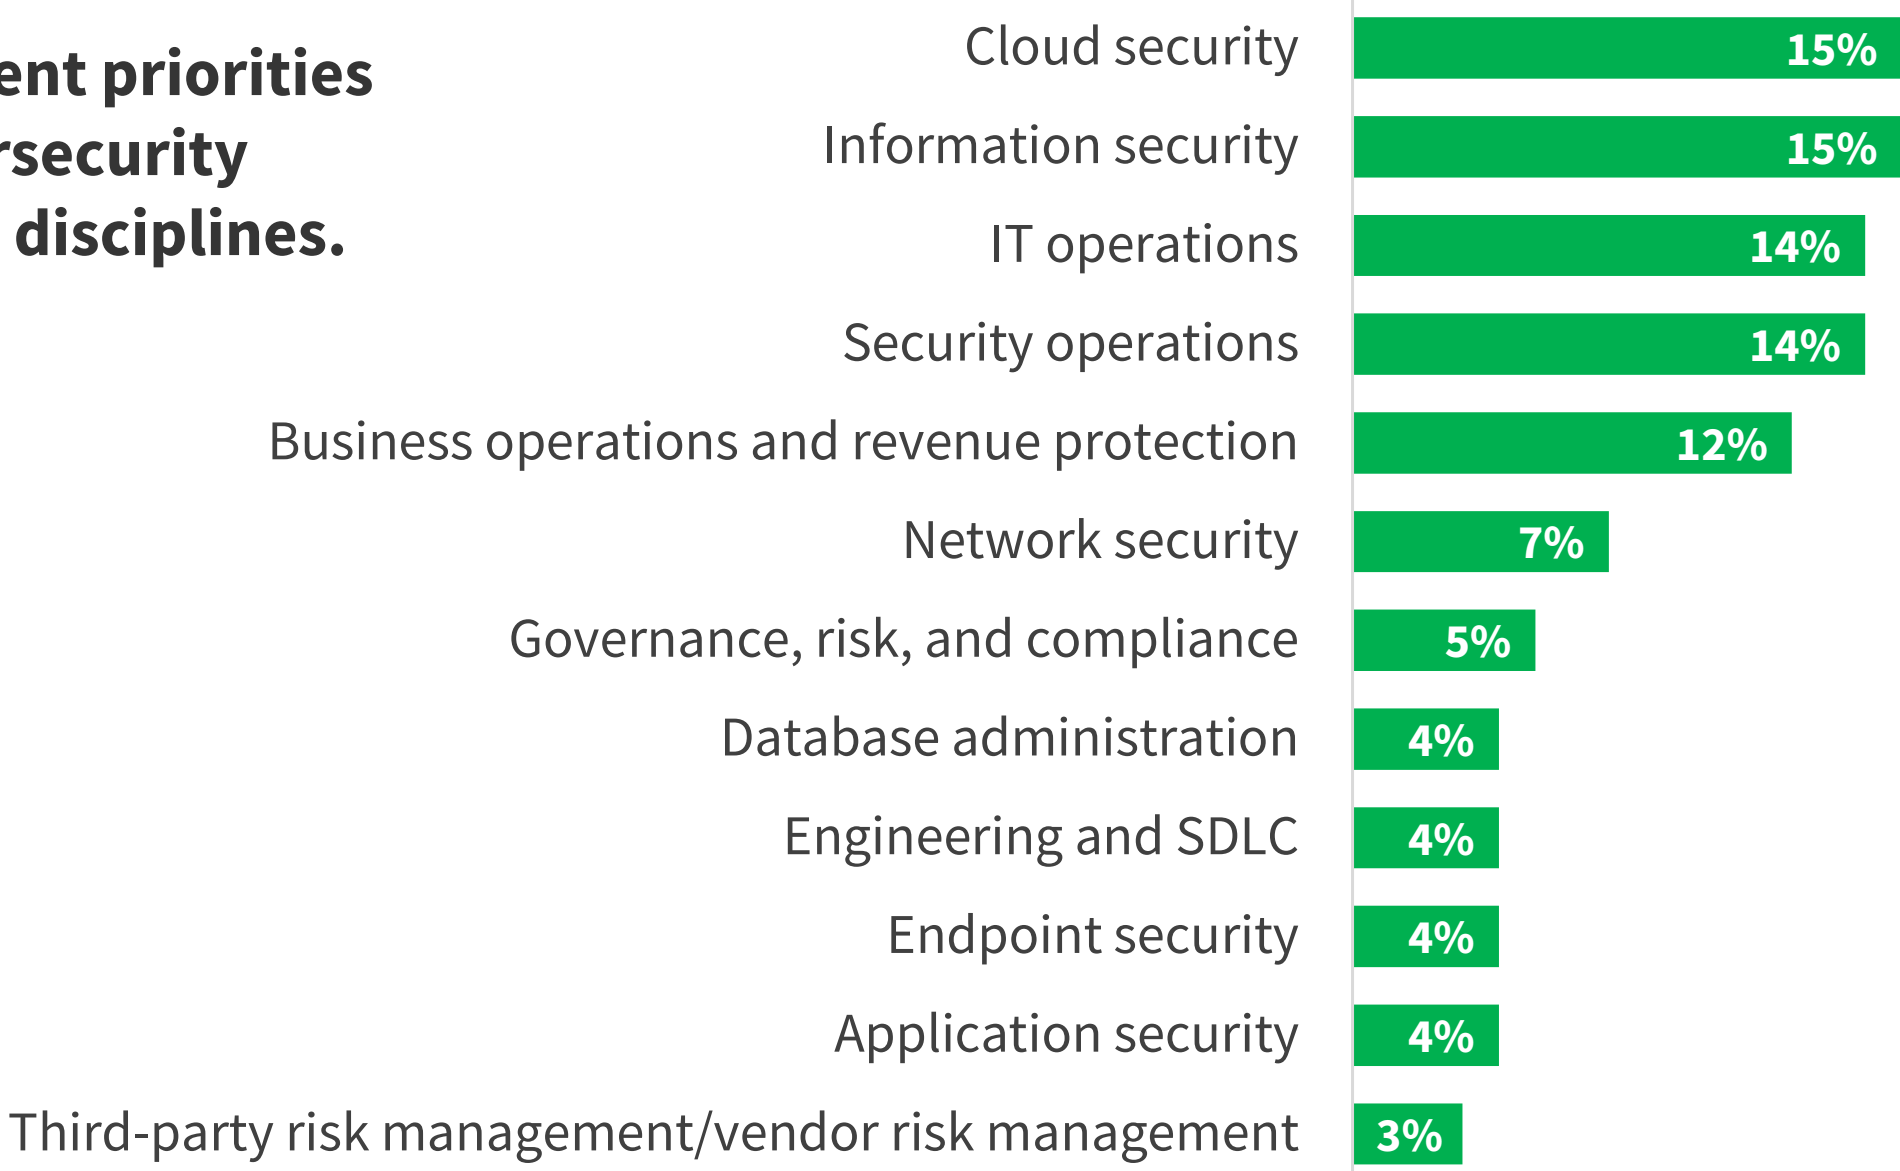 priorities
disciplines.
Cloud security 15%
Information security 15%
IT operations 14%
Security operations 14%
Business operations and revenue protection 12%
Network security 7%
Governance, risk, and compliance 5%
Database administration 4%
Engineering and SDLC 4%
Endpoint security 4%
Application security 4%
Third-party risk management/vendor risk management 3%